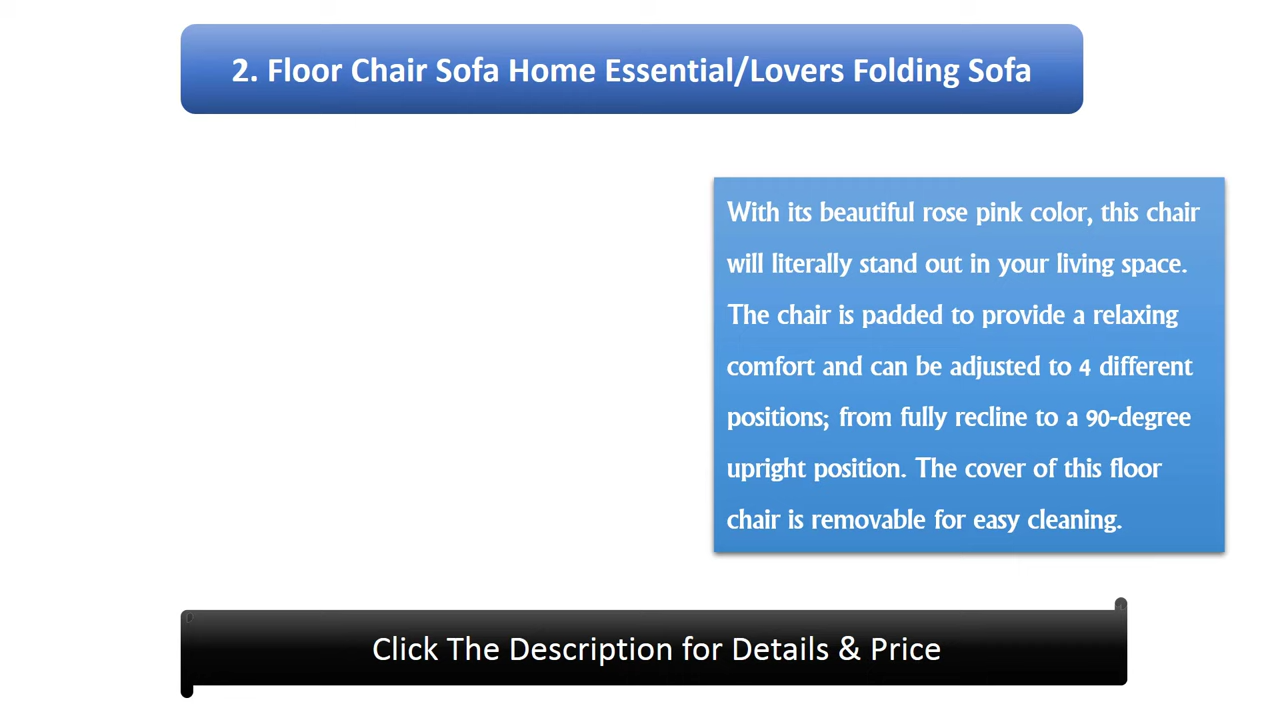 2. Floor Chair Sofa Home Essential/Lovers Folding Sofa
With its beautiful rose pink color, this chair
will literally stand out in your living space.
The chair is padded to provide a relaxing
comfort and can be adjusted to 4 different
positions; from fully recline to a 90-degree
upright position. The cover of this floor
chair is removable for easy cleaning.
Click The Description for Details & Price